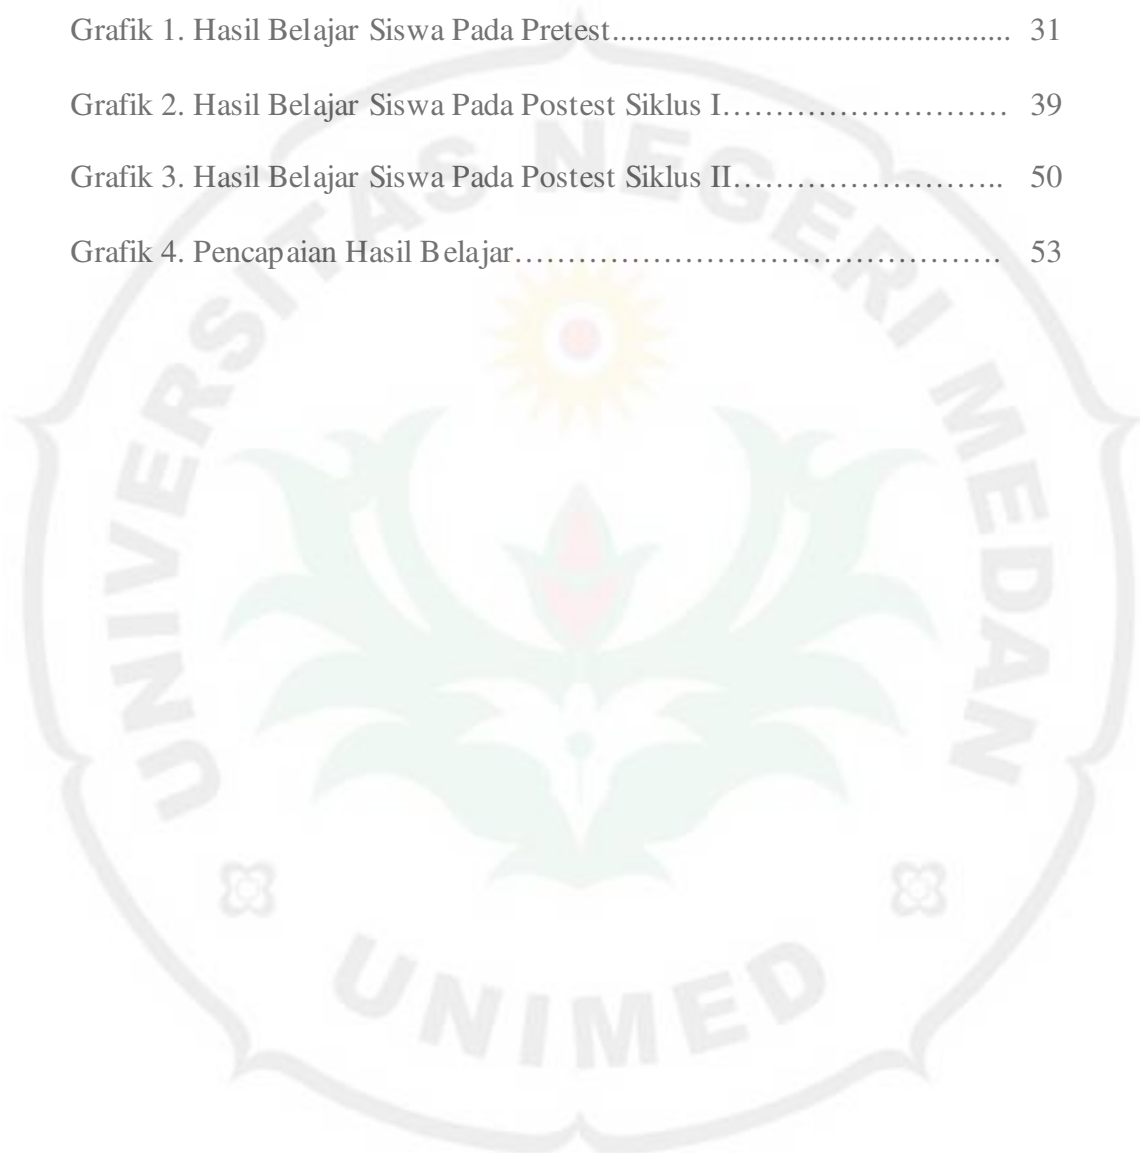 Grafik 1. Hasil Belajar Siswa Pada Pretest............................................... 31
Grafik 2. Hasil Belajar Siswa Pada Postest Siklus I……………………… 39
Grafik 3. Hasil Belajar Siswa Pada Postest Siklus II…………………….. 50
Grafik 4. Pencapaian Hasil Belajar………………………………………. 53
UNIVERSITAS NEGERI MEDAN
UNIMED